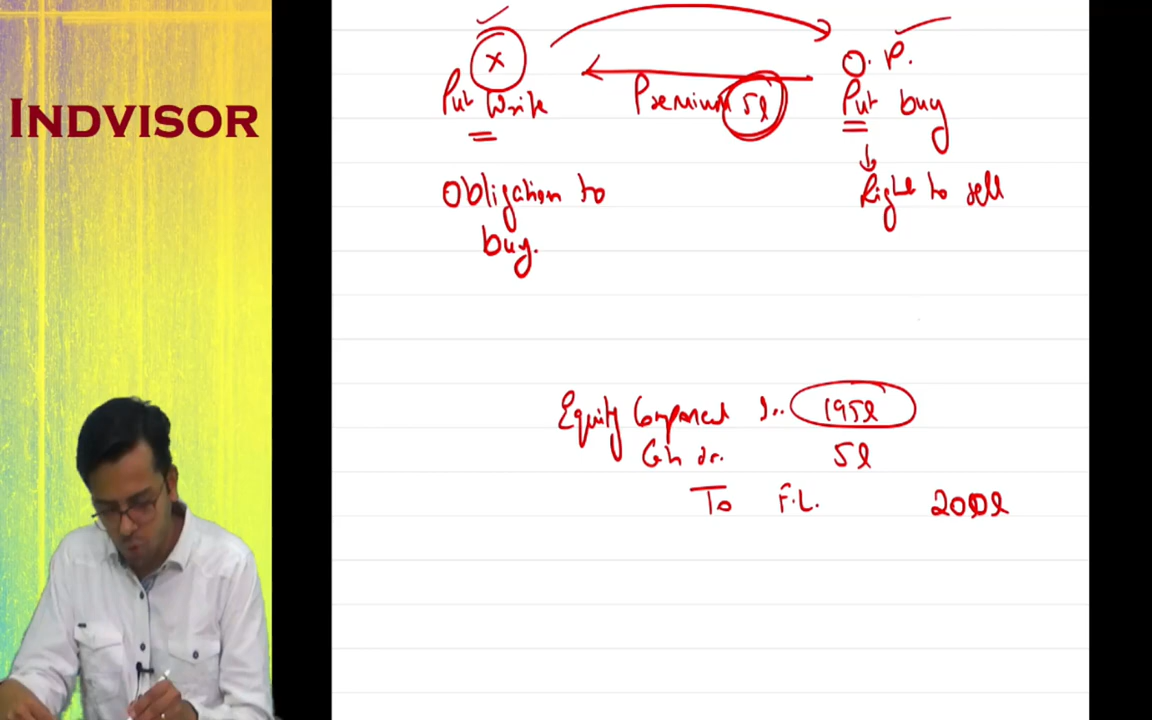 INDVISOR
X
O. P.
Put Write
Premium 5l
Put buy
Obligation to
buy.
Right to sell
Equity Component Dr. 195l
Cash dr. 5l
To F.L. 200l